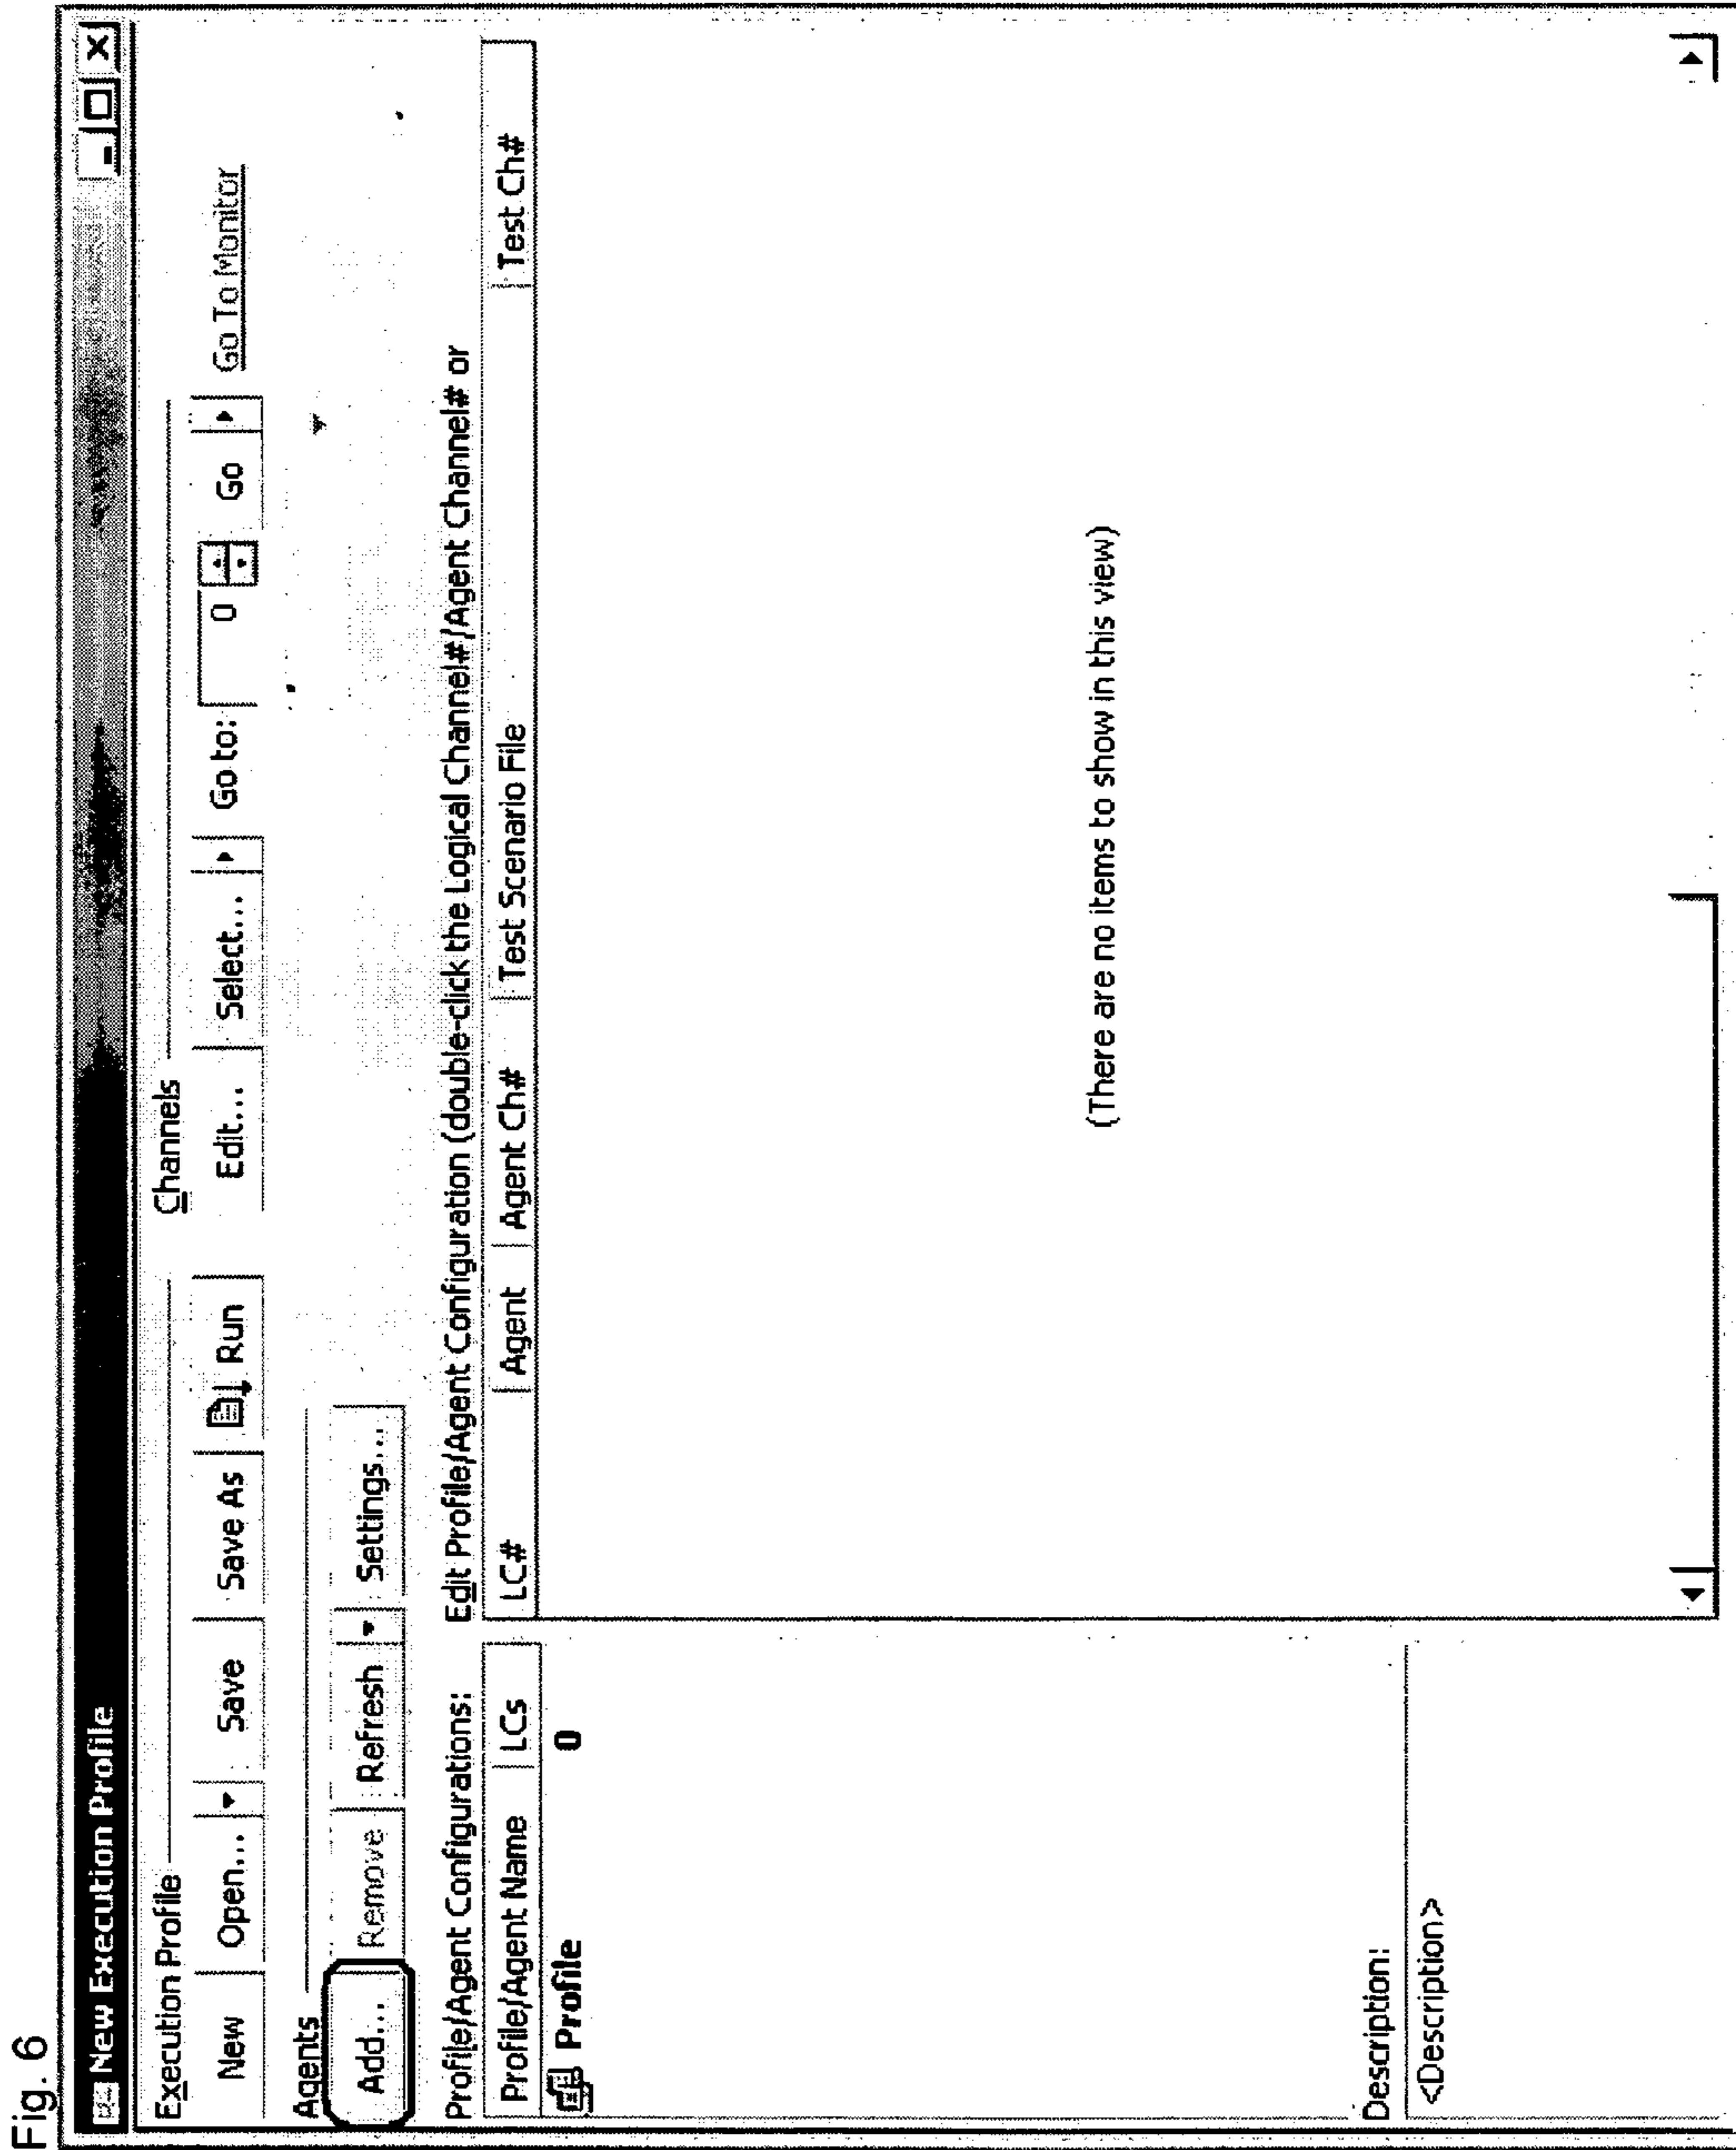 Fig. 6
New Execution Profile
Execution Profile
Channels
New Open... Save Save As Run Edit... Select... Go to: 0 Go Go To Monitor
Agents
Add... Remove Refresh Settings...
Profile/Agent Configurations:
Edit Profile/Agent Configuration (double-click the Logical Channel#/Agent Channel# or
Profile/Agent Name LCs
LC# Agent Agent Ch# Test Scenario File Test Ch#
Profile 0
(There are no items to show in this view)
Description:
<Description>